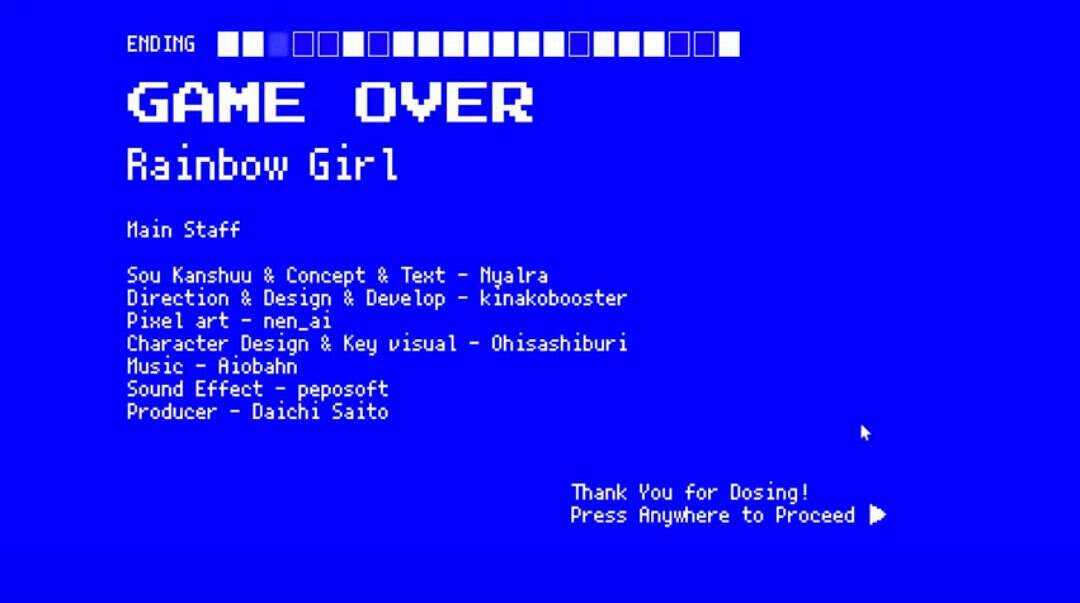 ENDING
GAME OVER
Rainbow Girl
Main Staff
Sou Kanshuu & Concept & Text - Nyalra
Direction & Design & Develop - kinakobooster
Pixel art - nen_ai
Character Design & Key visual - Ohisashiburi
Music - Aiobahn
Sound Effect - peposoft
Producer - Daichi Saito
Thank You for Dosing!
Press Anywhere to Proceed